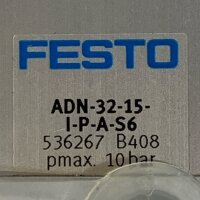 FESTO
ADN-32-15-
I-P-A-S6
536267 B408
pmax. 10 bar